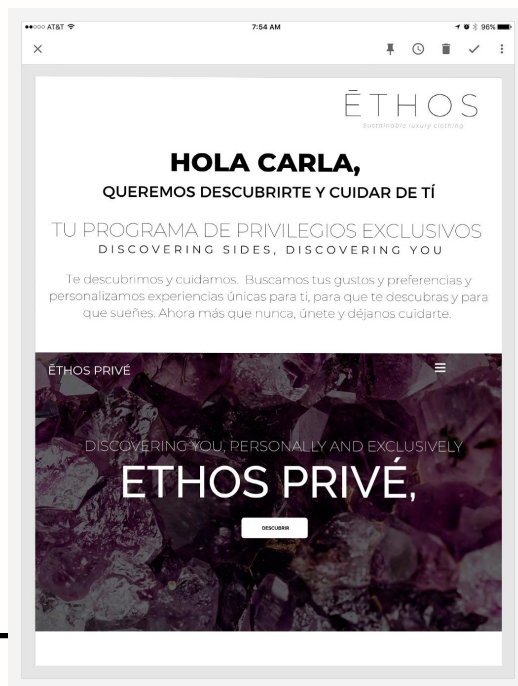 AT&T 7:54 AM 96%
ĒTHOS
Sustainable luxury clothing
HOLA CARLA,
QUEREMOS DESCUBRIRTE Y CUIDAR DE TÍ
TU PROGRAMA DE PRIVILEGIOS EXCLUSIVOS
DISCOVERING SIDES, DISCOVERING YOU
Te descubrimos y cuidamos. Buscamos tus gustos y preferencias y
personalizamos experiencias únicas para ti, para que te descubras y para
que sueñes. Ahora más que nunca, únete y déjanos cuidarte.
ĒTHOS PRIVÉ
DISCOVERING YOU, PERSONALLY AND EXCLUSIVELY
ETHOS PRIVÉ,
DESCUBRIR